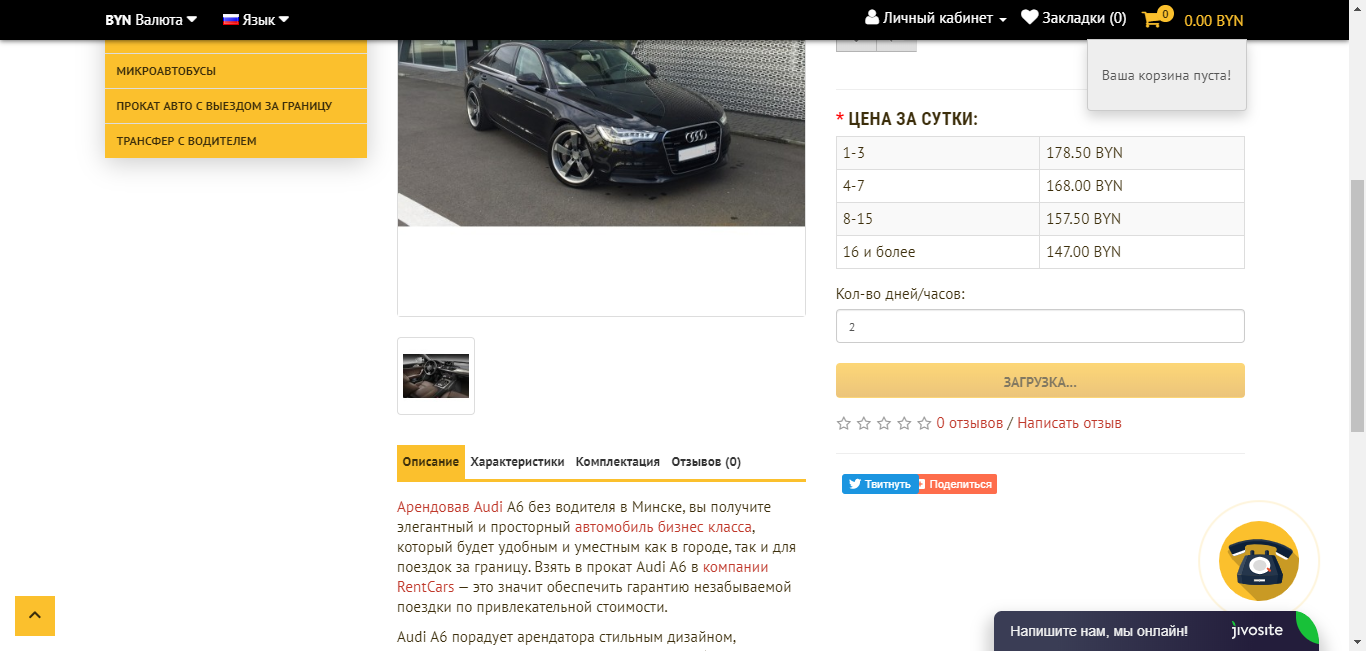 BYN Валюта
Язык
Личный кабинет
Закладки (0)
0
0.00 BYN
Ваша корзина пуста!
МИКРОАВТОБУСЫ
ПРОКАТ АВТО С ВЫЕЗДОМ ЗА ГРАНИЦУ
ТРАНСФЕР С ВОДИТЕЛЕМ
* ЦЕНА ЗА СУТКИ:
1-3 178.50 BYN
4-7 168.00 BYN
8-15 157.50 BYN
16 и более 147.00 BYN
Кол-во дней/часов:
2
ЗАГРУЗКА...
0 отзывов / Написать отзыв
Твитнуть
Поделиться
Описание Характеристики Комплектация Отзывов (0)
Арендовав Audi А6 без водителя в Минске, вы получите
элегантный и просторный автомобиль бизнес класса,
который будет удобным и уместным как в городе, так и для
поездок за границу. Взять в прокат Audi А6 в компании
RentCars — это значит обеспечить гарантию незабываемой
поездки по привлекательной стоимости.
Audi А6 порадует арендатора стильным дизайном,
Напишите нам, мы онлайн!
jivosite